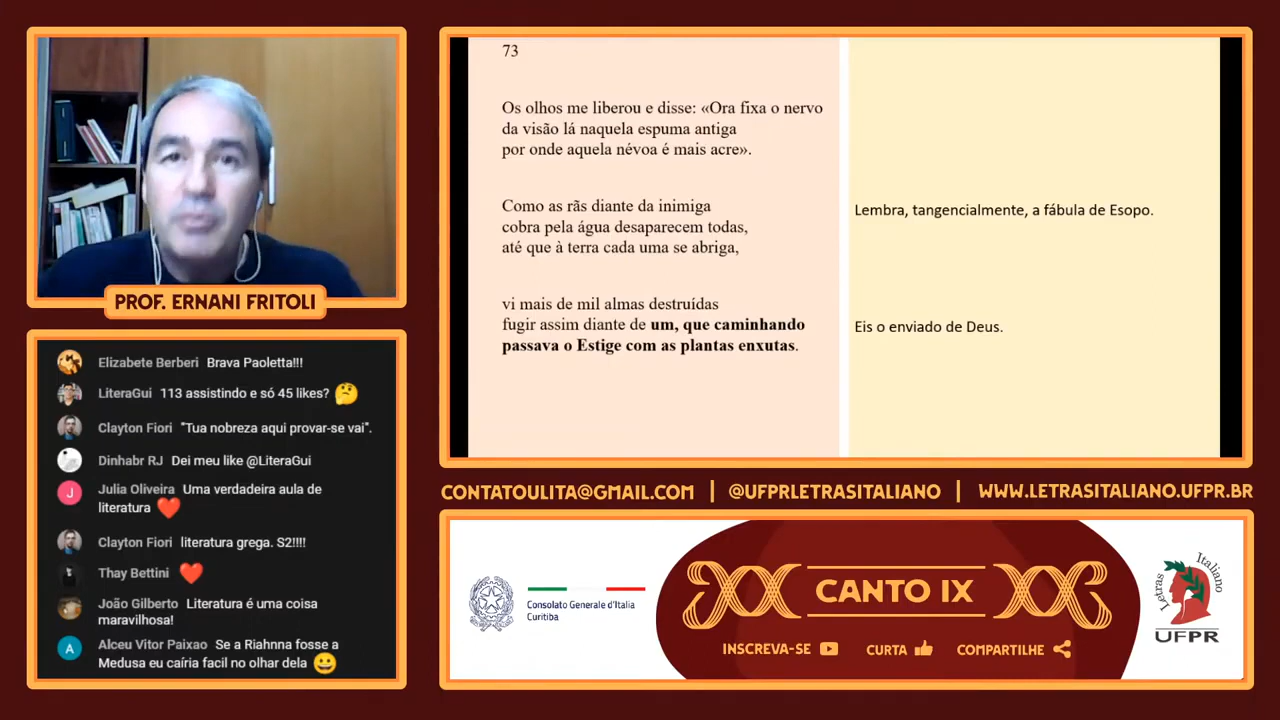 PROF. ERNANI FRITOLI
Elizabete Berberi Brava Paoletta!!!
LiteraGui 113 assistindo e só 45 likes? 🤔
Clayton Fiori "Tua nobreza aqui provar-se vai".
Dinhabr RJ Dei meu like @LiteraGui
Julia Oliveira Uma verdadeira aula de
literatura ❤️
Clayton Fiori literatura grega. S2!!!!
Thay Bettini ❤️
João Gilberto Literatura é uma coisa
maravilhosa!
Alceu Vitor Paixao Se a Riahnna fosse a
Medusa eu caíria facil no olhar dela 😀
73
Os olhos me liberou e disse: «Ora fixa o nervo
da visão lá naquela espuma antiga
por onde aquela névoa é mais acre».
Como as rãs diante da inimiga
cobra pela água desaparecem todas,
até que à terra cada uma se abriga,
vi mais de mil almas destruídas
fugir assim diante de um, que caminhando
passava o Estige com as plantas enxutas.
Lembra, tangencialmente, a fábula de Esopo.
Eis o enviado de Deus.
CONTATOULITA@GMAIL.COM | @UFPRLETRASITALIANO | WWW.LETRASITALIANO.UFPR.BR
Consolato Generale d'Italia
Curitiba
CANTO IX
INSCREVA-SE CURTA COMPARTILHE
Letras Italiano
UFPR